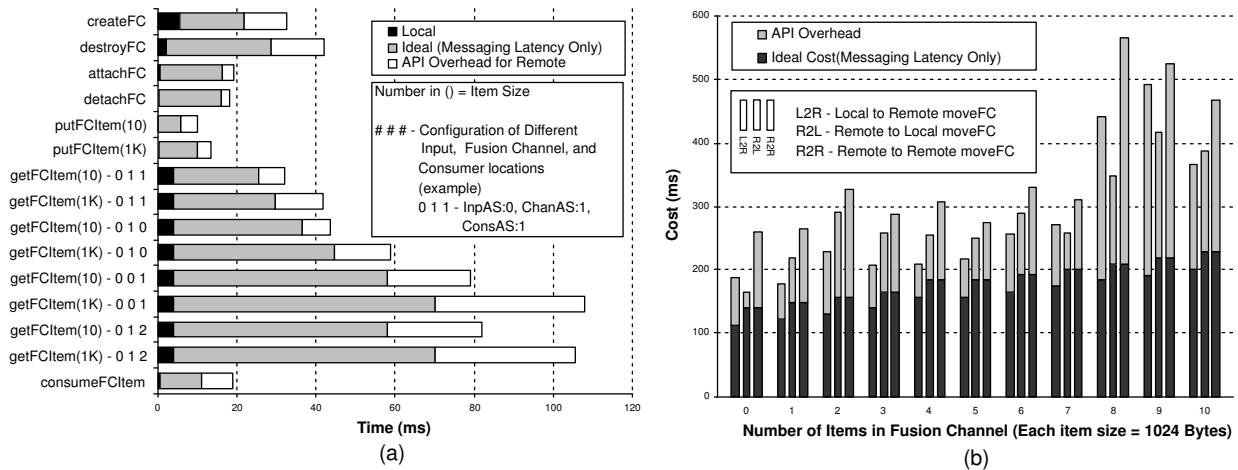 createFC
destroyFC
attachFC
detachFC
putFCItem(10)
putFCItem(1K)
getFCItem(10) - 0 1 1
getFCItem(1K) - 0 1 1
getFCItem(10) - 0 1 0
getFCItem(1K) - 0 1 0
getFCItem(10) - 0 0 1
getFCItem(1K) - 0 0 1
getFCItem(10) - 0 1 2
getFCItem(1K) - 0 1 2
consumeFCItem
0 20 40 60 80 100 120
Time (ms)
(a)
Local
Ideal (Messaging Latency Only)
API Overhead for Remote
Number in () = Item Size
# # # - Configuration of Different
Input, Fusion Channel, and
Consumer locations
(example)
0 1 1 - InpAS:0, ChanAS:1,
ConsAS:1
600
500
400
300
200
100
0
Cost (ms)
API Overhead
Ideal Cost(Messaging Latency Only)
L2R
R2L
R2R
L2R - Local to Remote moveFC
R2L - Remote to Local moveFC
R2R - Remote to Remote moveFC
0 1 2 3 4 5 6 7 8 9 10
Number of Items in Fusion Channel (Each item size = 1024 Bytes)
(b)